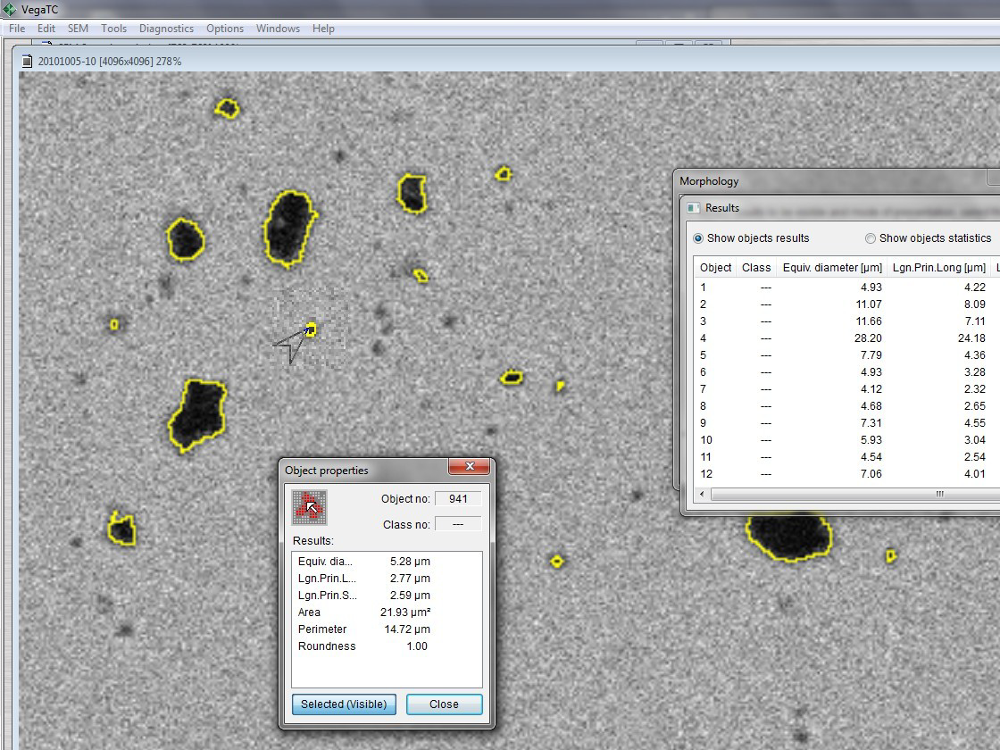 VegaTC
File Edit SEM Tools Diagnostics Options Windows Help
20101005-10 [4096x4096] 278%
Morphology
Results
Show objects results Show objects statistics
Object Class Equiv. diameter [µm] Lgn.Prin.Long [µm]
1 --- 4.93 4.22
2 --- 11.07 8.09
3 --- 11.66 7.11
4 --- 28.20 24.18
5 --- 7.79 4.36
6 --- 4.93 3.28
7 --- 4.12 2.32
8 --- 4.68 2.65
9 --- 7.31 4.55
10 --- 5.93 3.04
11 --- 4.54 2.54
12 --- 7.06 4.01
Object properties
Object no: 941
Class no: ---
Results:
Equiv. dia... 5.28 µm
Lgn.Prin.L... 2.77 µm
Lgn.Prin.S... 2.59 µm
Area 21.93 µm²
Perimeter 14.72 µm
Roundness 1.00
Selected (Visible) Close